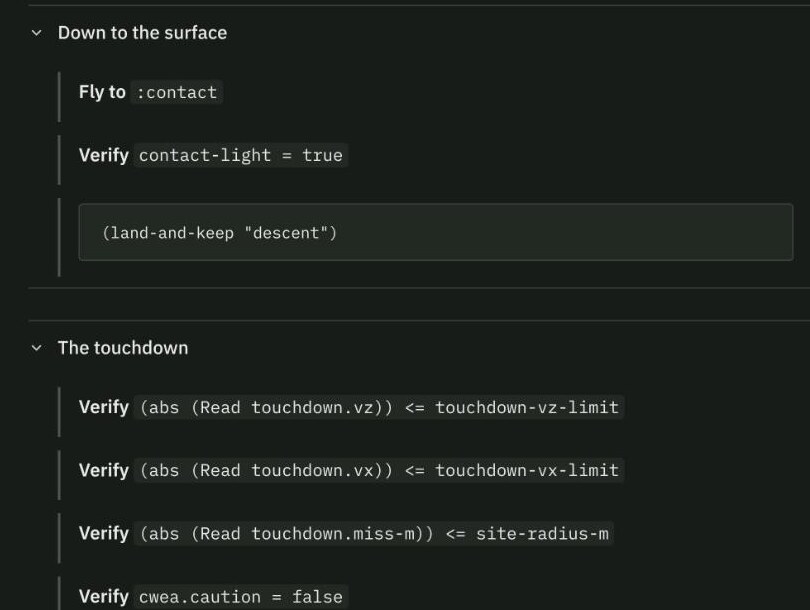 Down to the surface
Fly to :contact
Verify contact-light = true
(land-and-keep "descent")
The touchdown
Verify (abs (Read touchdown.vz)) <= touchdown-vz-limit
Verify (abs (Read touchdown.vx)) <= touchdown-vx-limit
Verify (abs (Read touchdown.miss-m)) <= site-radius-m
Verify cwea.caution = false